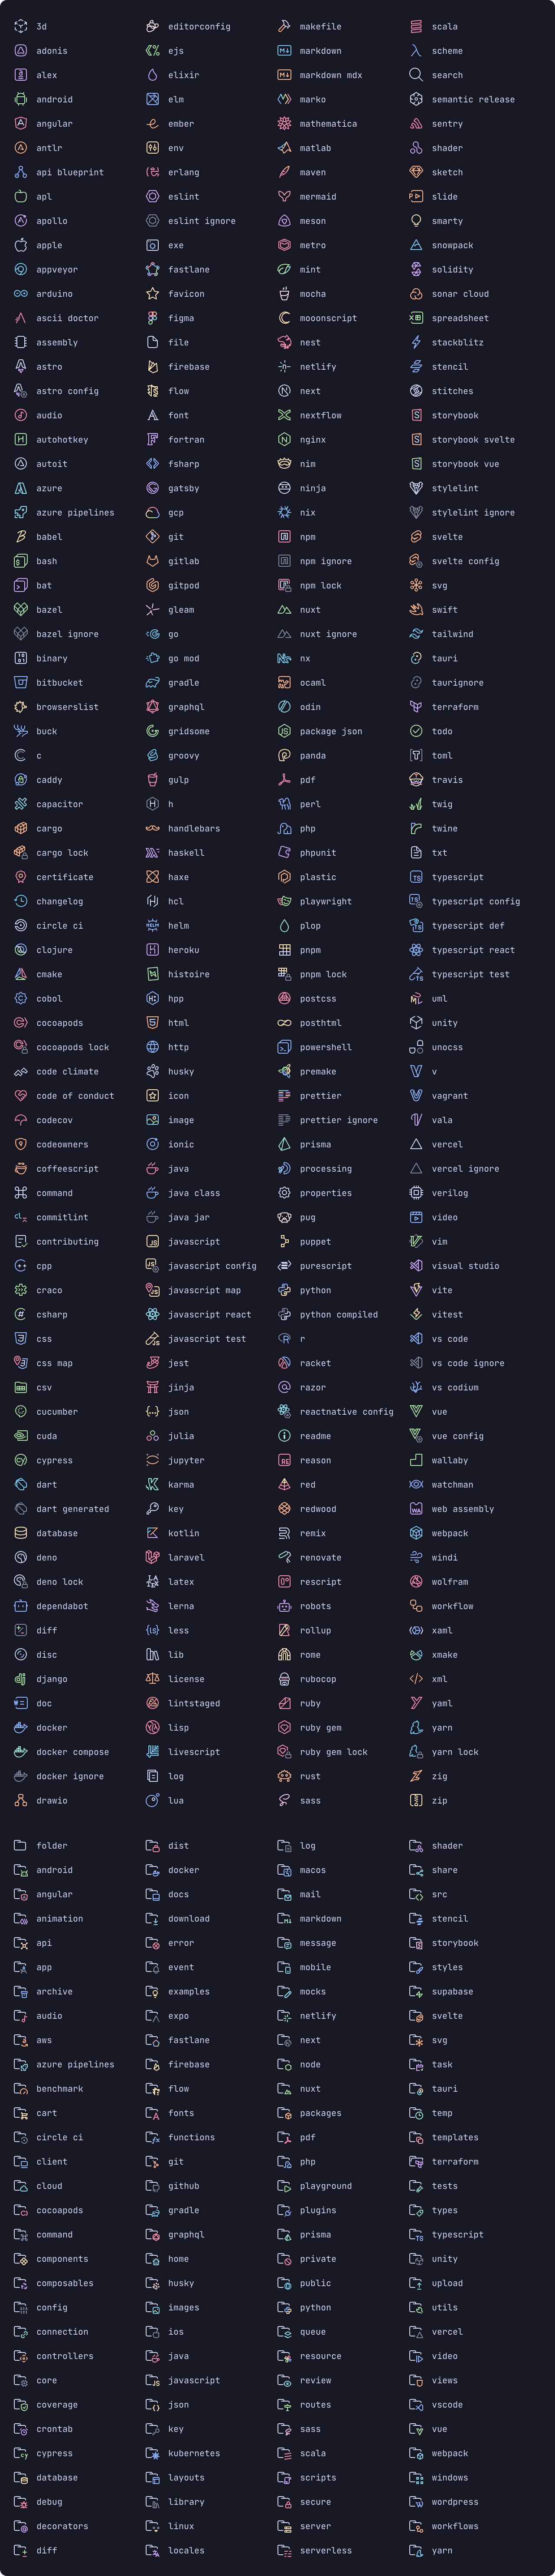 3d
adonis
alex
android
angular
antlr
api blueprint
apl
apollo
apple
appveyor
arduino
ascii doctor
assembly
astro
astro config
audio
autohotkey
autoit
azure
azure pipelines
babel
bash
bat
bazel
bazel ignore
binary
bitbucket
browserslist
buck
c
caddy
capacitor
cargo
cargo lock
certificate
changelog
circle ci
clojure
cmake
cobol
cocoapods
cocoapods lock
code climate
code of conduct
codecov
codeowners
coffeescript
command
commitlint
contributing
cpp
craco
csharp
css
css map
csv
cucumber
cuda
cypress
dart
dart generated
database
deno
deno lock
dependabot
diff
disc
django
doc
docker
docker compose
docker ignore
drawio
editorconfig
ejs
elixir
elm
ember
env
erlang
eslint
eslint ignore
exe
fastlane
favicon
figma
file
firebase
flow
font
fortran
fsharp
gatsby
gcp
git
gitlab
gitpod
gleam
go
go mod
gradle
graphql
gridsome
groovy
gulp
h
handlebars
haskell
haxe
hcl
helm
heroku
histoire
hpp
html
http
husky
icon
image
ionic
java
java class
java jar
javascript
javascript config
javascript map
javascript react
javascript test
jest
jinja
json
julia
jupyter
karma
key
kotlin
laravel
latex
lerna
less
lib
license
lintstaged
lisp
livescript
log
lua
makefile
markdown
markdown mdx
marko
mathematica
matlab
maven
mermaid
meson
metro
mint
mocha
mooonscript
nest
netlify
next
nextflow
nginx
nim
ninja
nix
npm
npm ignore
npm lock
nuxt
nuxt ignore
nx
ocaml
odin
package json
panda
pdf
perl
php
phpunit
plastic
playwright
plop
pnpm
pnpm lock
postcss
posthtml
powershell
premake
prettier
prettier ignore
prisma
processing
properties
pug
puppet
purescript
python
python compiled
r
racket
razor
reactnative config
readme
reason
red
redwood
remix
renovate
rescript
robots
rollup
rome
rubocop
ruby
ruby gem
ruby gem lock
rust
sass
scala
scheme
search
semantic release
sentry
shader
sketch
slide
smarty
snowpack
solidity
sonar cloud
spreadsheet
stackblitz
stencil
stitches
storybook
storybook svelte
storybook vue
stylelint
stylelint ignore
svelte
svelte config
svg
swift
tailwind
tauri
taurignore
terraform
todo
toml
travis
twig
twine
txt
typescript
typescript config
typescript def
typescript react
typescript test
uml
unity
unocss
v
vagrant
vala
vercel
vercel ignore
verilog
video
vim
visual studio
vite
vitest
vs code
vs code ignore
vs codium
vue
vue config
wallaby
watchman
web assembly
webpack
windi
wolfram
workflow
xaml
xmake
xml
yaml
yarn
yarn lock
zig
zip
folder
android
angular
animation
api
app
archive
audio
aws
azure pipelines
benchmark
cart
circle ci
client
cloud
cocoapods
command
components
composables
config
connection
controllers
core
coverage
crontab
cypress
database
debug
decorators
diff
dist
docker
docs
download
error
event
examples
expo
fastlane
firebase
flow
fonts
functions
git
github
gradle
graphql
home
husky
images
ios
java
javascript
json
key
kubernetes
layouts
library
linux
locales
log
macos
mail
markdown
message
mobile
mocks
netlify
next
node
nuxt
packages
pdf
php
playground
plugins
prisma
private
public
python
queue
resource
review
routes
sass
scala
scripts
secure
server
serverless
shader
share
src
stencil
storybook
styles
supabase
svelte
svg
task
tauri
temp
templates
terraform
tests
types
typescript
unity
upload
utils
vercel
video
views
vscode
vue
webpack
windows
wordpress
workflows
yarn